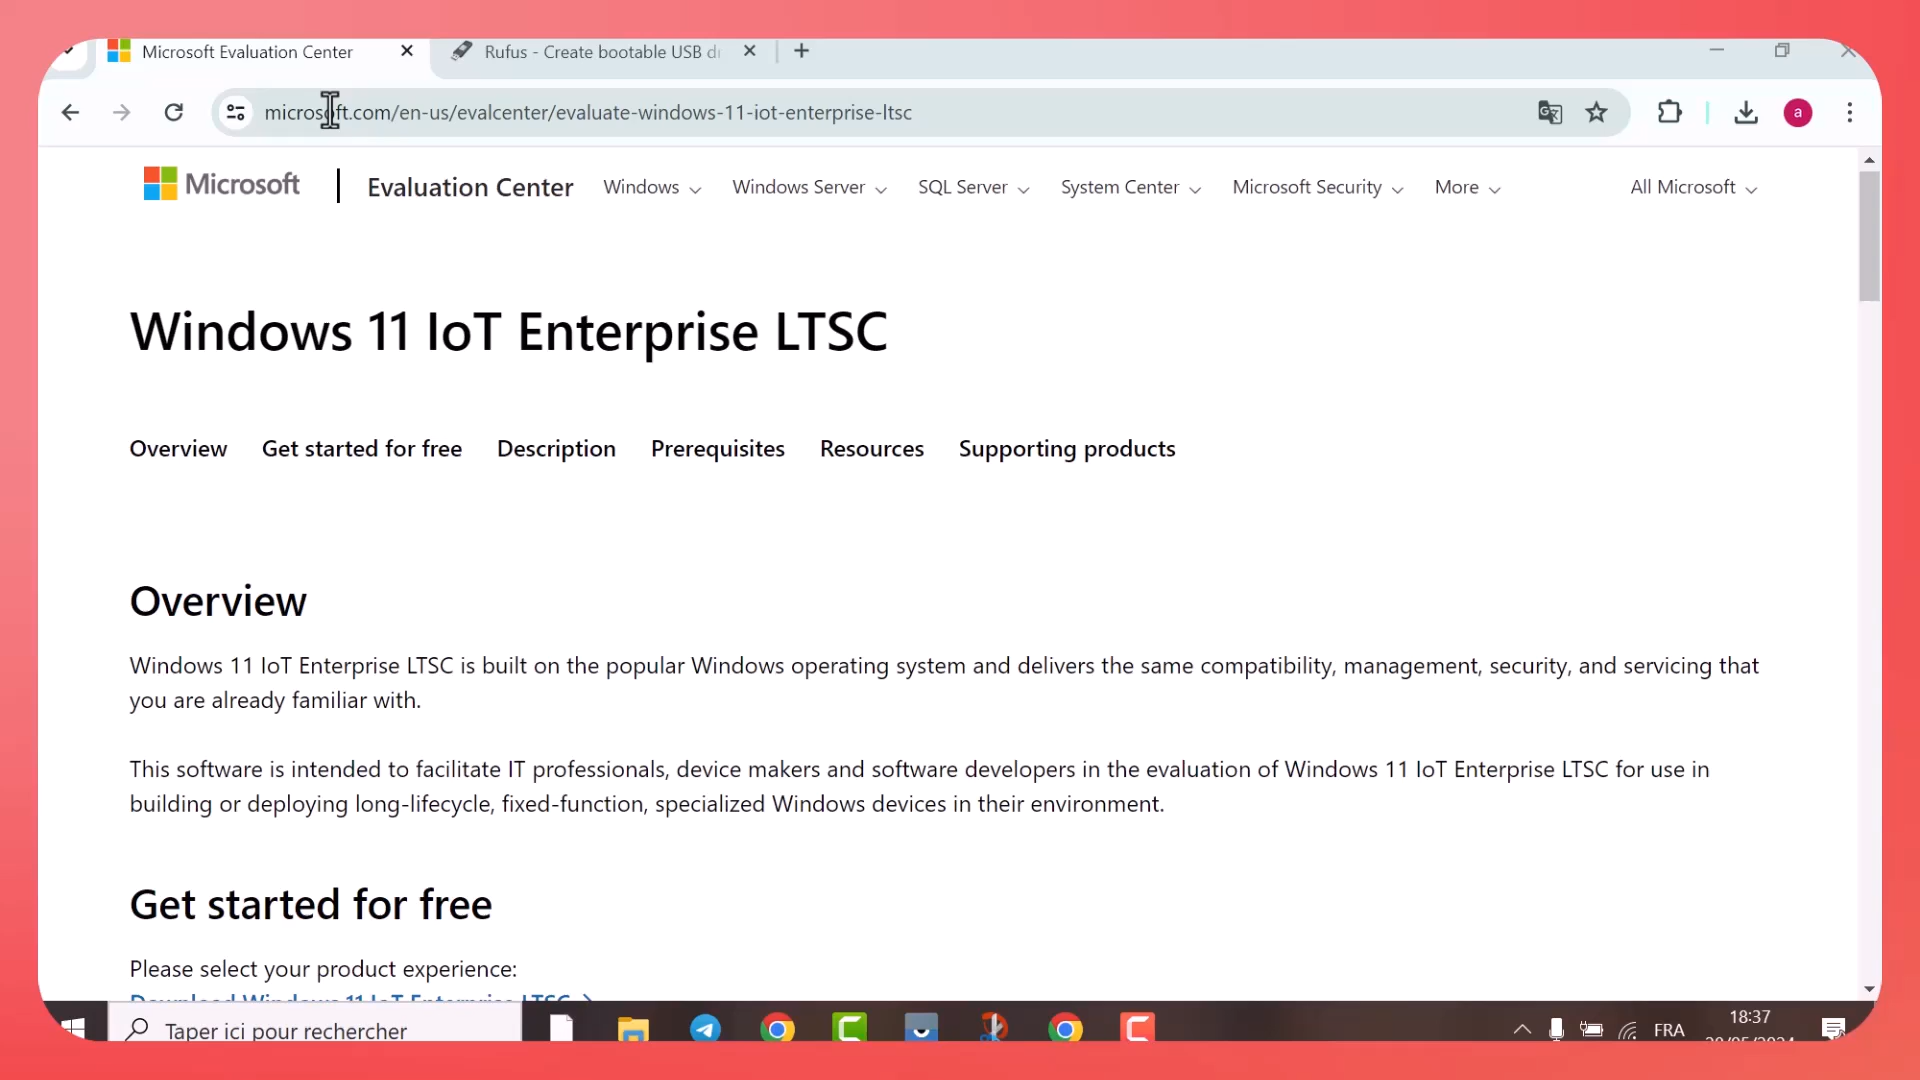 Microsoft Evaluation Center
Rufus - Create bootable USB d
microsoft.com/en-us/evalcenter/evaluate-windows-11-iot-enterprise-ltsc
a
Microsoft
Evaluation Center
Windows
Windows Server
SQL Server
System Center
Microsoft Security
More
All Microsoft
Windows 11 IoT Enterprise LTSC
Overview
Get started for free
Description
Prerequisites
Resources
Supporting products
Overview
Windows 11 IoT Enterprise LTSC is built on the popular Windows operating system and delivers the same compatibility, management, security, and servicing that
you are already familiar with.
This software is intended to facilitate IT professionals, device makers and software developers in the evaluation of Windows 11 IoT Enterprise LTSC for use in
building or deploying long-lifecycle, fixed-function, specialized Windows devices in their environment.
Get started for free
Please select your product experience:
Download Windows 11 IoT Enterprise LTSC
Taper ici pour rechercher
FRA
18:37